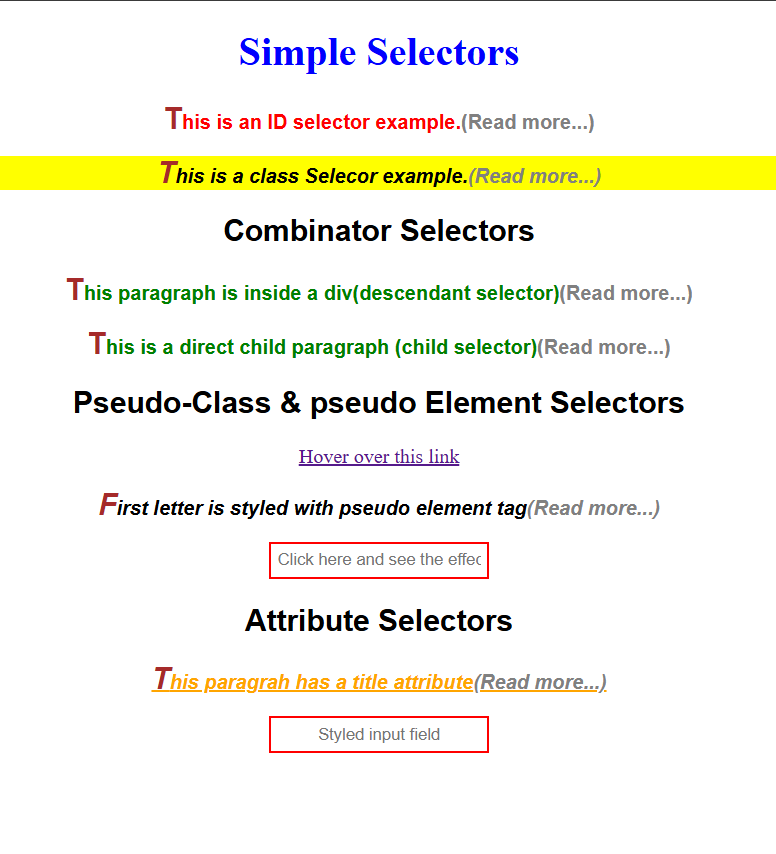 Simple Selectors
This is an ID selector example.(Read more...)
This is a class Selecor example.(Read more...)
Combinator Selectors
This paragraph is inside a div(descendant selector)(Read more...)
This is a direct child paragraph (child selector)(Read more...)
Pseudo-Class & pseudo Element Selectors
Hover over this link
First letter is styled with pseudo element tag(Read more...)
Click here and see the effec
Attribute Selectors
This paragrah has a title attribute(Read more...)
Styled input field